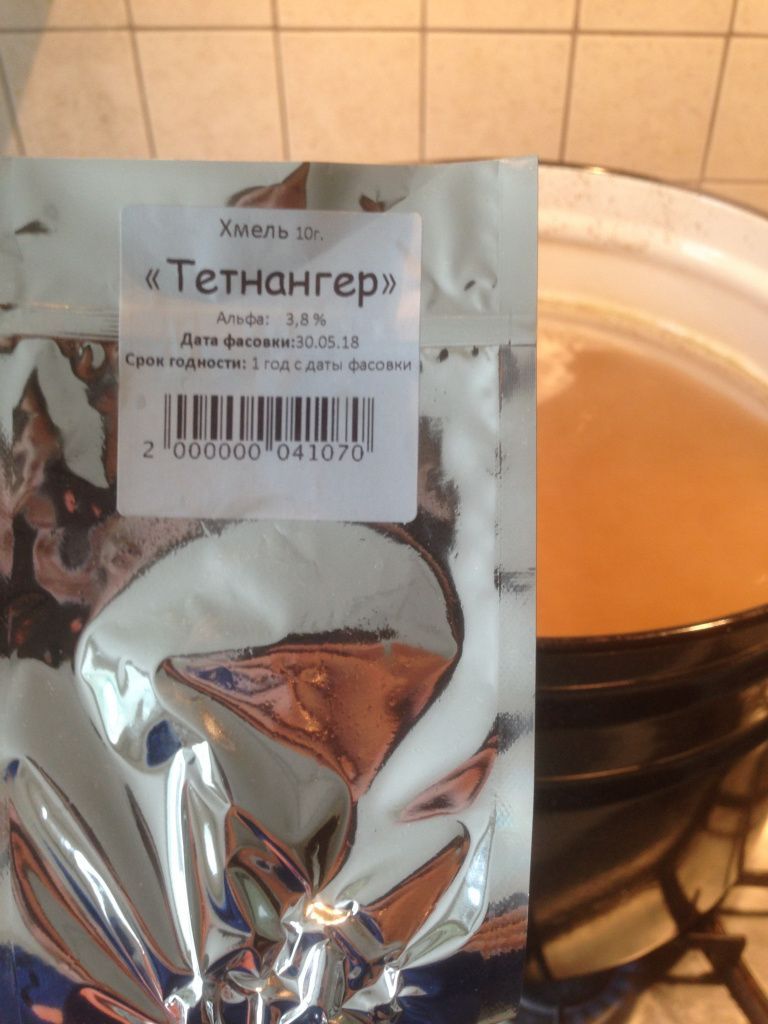 Хмель 10г.
«Тетнангер»
Альфа: 3,8 %
Дата фасовки:30.05.18
Срок годности: 1 год с даты фасовки
2 000000 041070